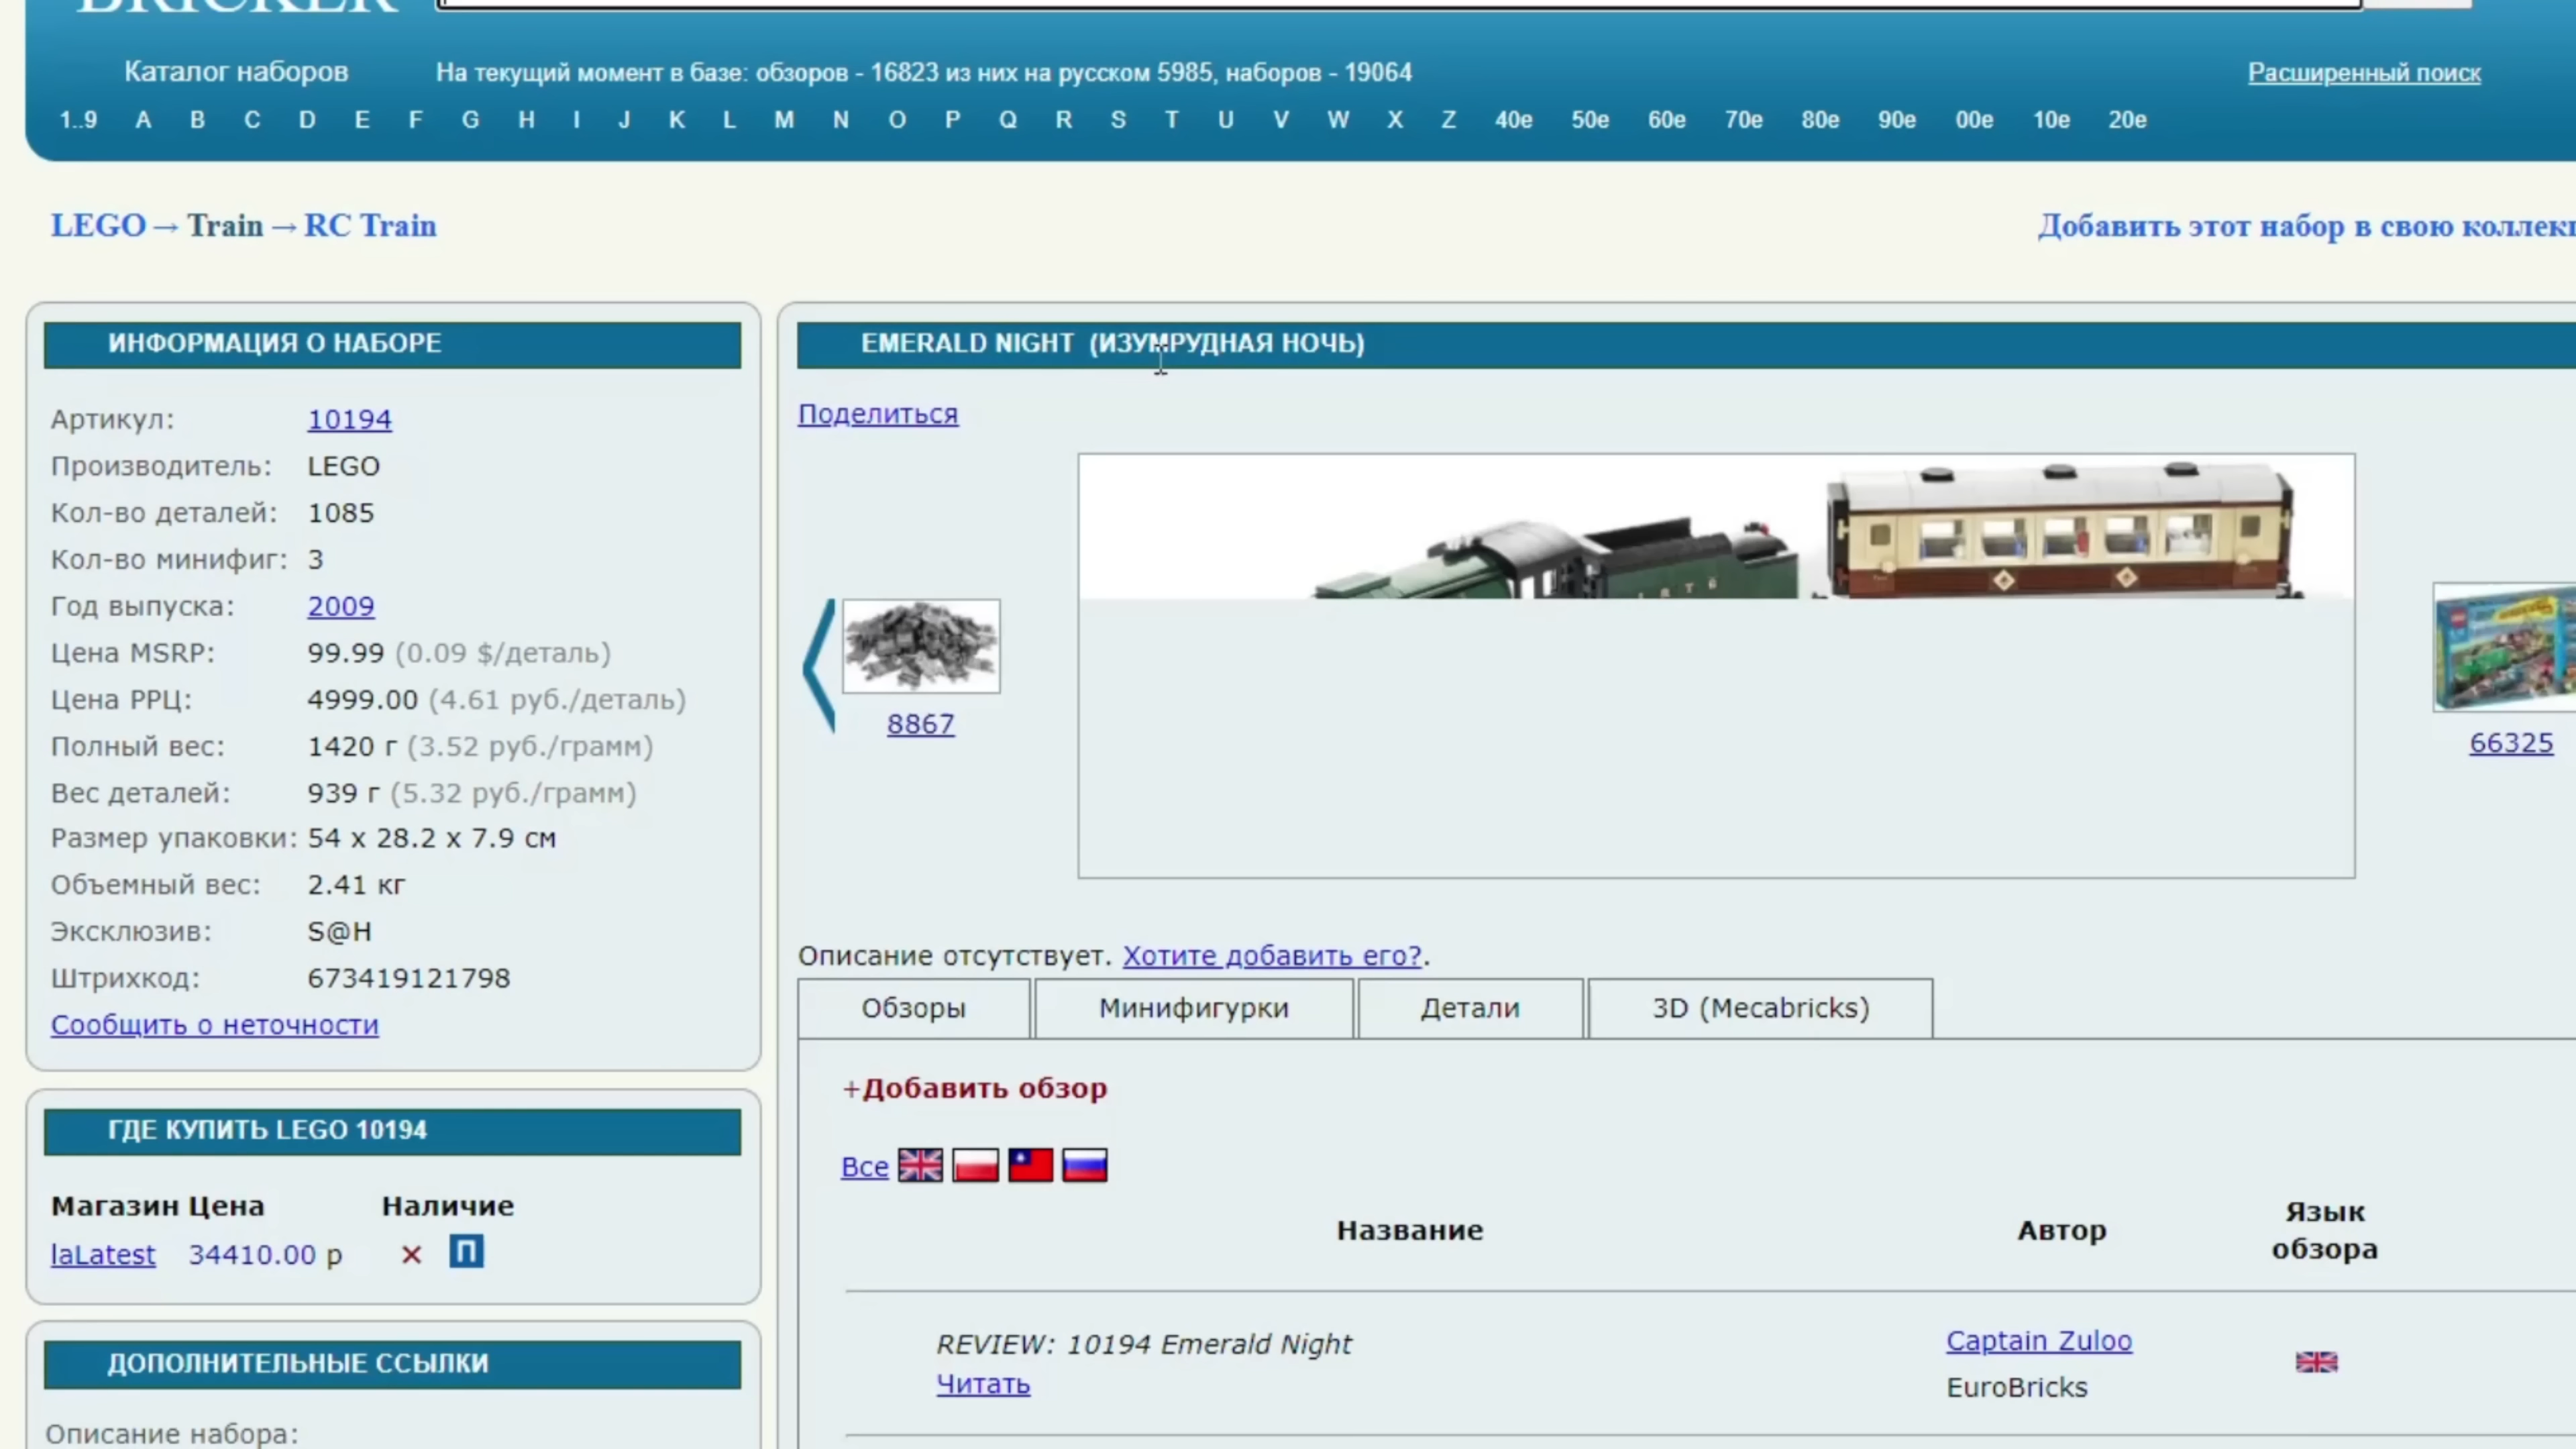 BRICKER
Каталог наборов
На текущий момент в базе: обзоров - 16823 из них на русском 5985, наборов - 19064
Расширенный поиск
1..9 A B C D E F G H I J K L M N O P Q R S T U V W X Z 40е 50е 60е 70е 80е 90е 00е 10е 20е
LEGO → Train → RC Train
Добавить этот набор в свою коллек
ИНФОРМАЦИЯ О НАБОРЕ
Артикул: 10194
Производитель: LEGO
Кол-во деталей: 1085
Кол-во минифиг: 3
Год выпуска: 2009
Цена MSRP: 99.99 (0.09 $/деталь)
Цена РРЦ: 4999.00 (4.61 руб./деталь)
Полный вес: 1420 г (3.52 руб./грамм)
Вес деталей: 939 г (5.32 руб./грамм)
Размер упаковки: 54 x 28.2 x 7.9 см
Объемный вес: 2.41 кг
Эксклюзив: S@H
Штрихкод: 673419121798
Сообщить о неточности
ГДЕ КУПИТЬ LEGO 10194
Магазин Цена Наличие
laLatest 34410.00 р
П
ДОПОЛНИТЕЛЬНЫЕ ССЫЛКИ
Описание набора:
EMERALD NIGHT (ИЗУМРУДНАЯ НОЧЬ)
Поделиться
8867
66325
Описание отсутствует. Хотите добавить его?.
Обзоры
Минифигурки
Детали
3D (Mecabricks)
+Добавить обзор
Все
Название
Автор
Язык
обзора
REVIEW: 10194 Emerald Night
Читать
Captain Zuloo
EuroBricks